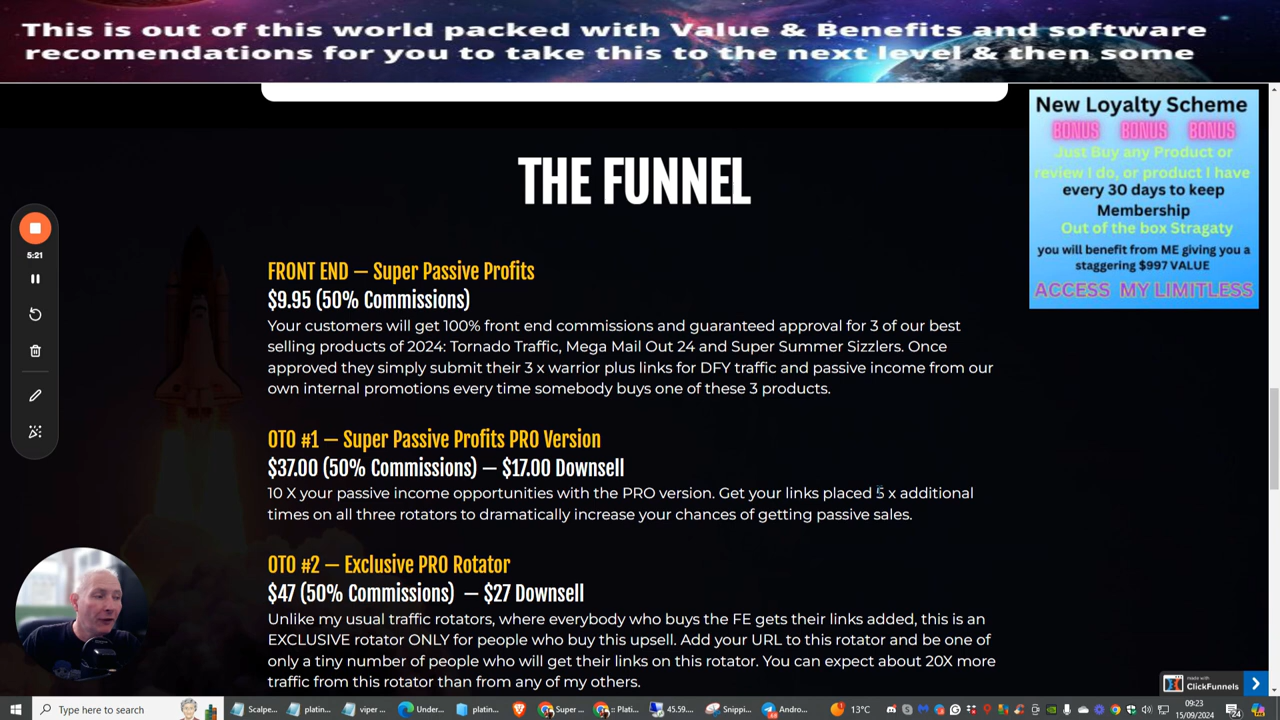 This is out of this world packed with Value & Benefits and software
recomendations for you to take this to the next level & then some
New Loyalty Scheme
BONUS BONUS BONUS
Just Buy any Product or
review I do, or product I have
every 30 days to keep
Membership
Out of the box Stragaty
you will benefit from ME giving you a
staggering $997 VALUE
ACCESS MY LIMITLESS
THE FUNNEL
5:21
FRONT END — Super Passive Profits
$9.95 (50% Commissions)
Your customers will get 100% front end commissions and guaranteed approval for 3 of our best
selling products of 2024: Tornado Traffic, Mega Mail Out 24 and Super Summer Sizzlers. Once
approved they simply submit their 3 x warrior plus links for DFY traffic and passive income from our
own internal promotions every time somebody buys one of these 3 products.
OTO #1 — Super Passive Profits PRO Version
$37.00 (50% Commissions) — $17.00 Downsell
10 X your passive income opportunities with the PRO version. Get your links placed 5 x additional
times on all three rotators to dramatically increase your chances of getting passive sales.
OTO #2 — Exclusive PRO Rotator
$47 (50% Commissions) — $27 Downsell
Unlike my usual traffic rotators, where everybody who buys the FE gets their links added, this is an
EXCLUSIVE rotator ONLY for people who buy this upsell. Add your URL to this rotator and be one of
only a tiny number of people who will get their links on this rotator. You can expect about 20X more
traffic from this rotator than from any of my others.
made with
ClickFunnels
Type here to search
Scalpe...
platin...
viper ...
Under...
platin...
Super ...
:: Plati...
45.59....
Snippi...
Andro...
13°C
09:23
15/09/2024